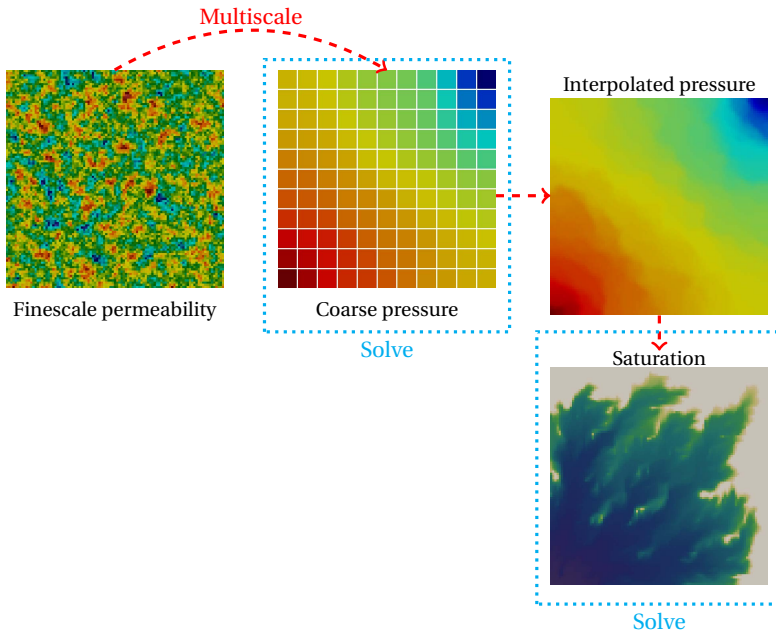 Multiscale
Interpolated pressure
Finescale permeability
Coarse pressure
Solve
Saturation
Solve